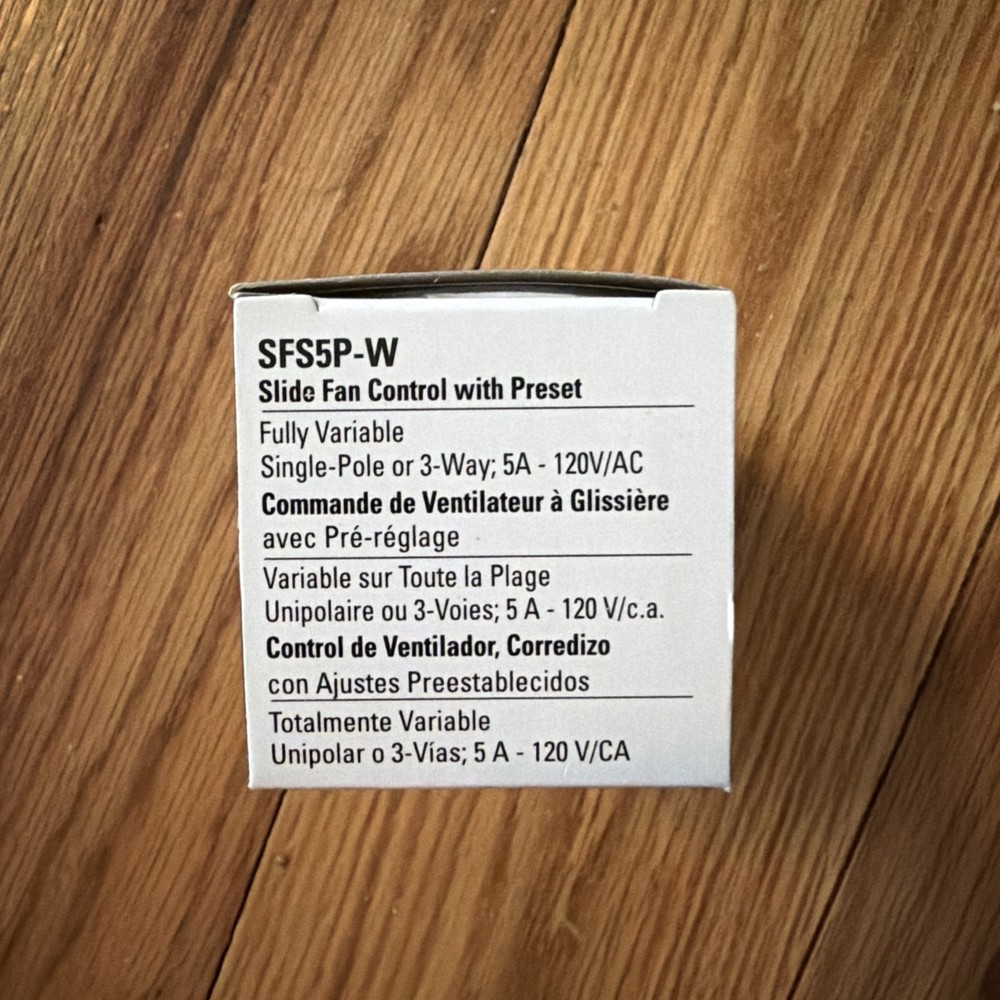 SFS5P-W
Slide Fan Control with Preset
Fully Variable
Single-Pole or 3-Way; 5A - 120V/AC
Commande de Ventilateur à Glissière
avec Pré-réglage
Variable sur Toute la Plage
Unipolaire ou 3-Voies; 5 A - 120 V/c.a.
Control de Ventilador, Corredizo
con Ajustes Preestablecidos
Totalmente Variable
Unipolar o 3-Vías; 5 A - 120 V/CA